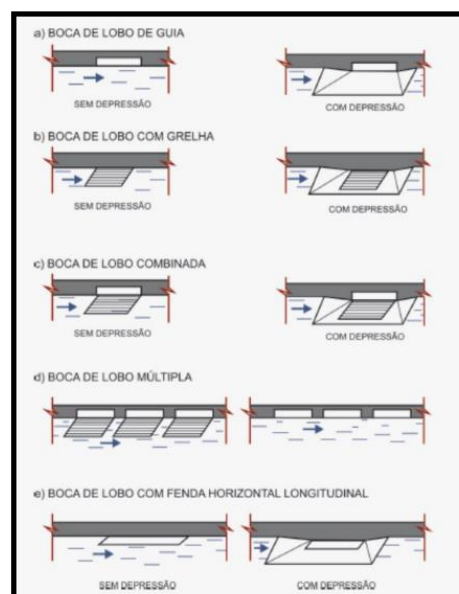 a) BOCA DE LOBO DE GUIA
SEM DEPRESSÃO
COM DEPRESSÃO
b) BOCA DE LOBO COM GRELHA
SEM DEPRESSÃO
COM DEPRESSÃO
c) BOCA DE LOBO COMBINADA
SEM DEPRESSÃO
COM DEPRESSÃO
d) BOCA DE LOBO MÚLTIPLA
e) BOCA DE LOBO COM FENDA HORIZONTAL LONGITUDINAL
SEM DEPRESSÃO
COM DEPRESSÃO